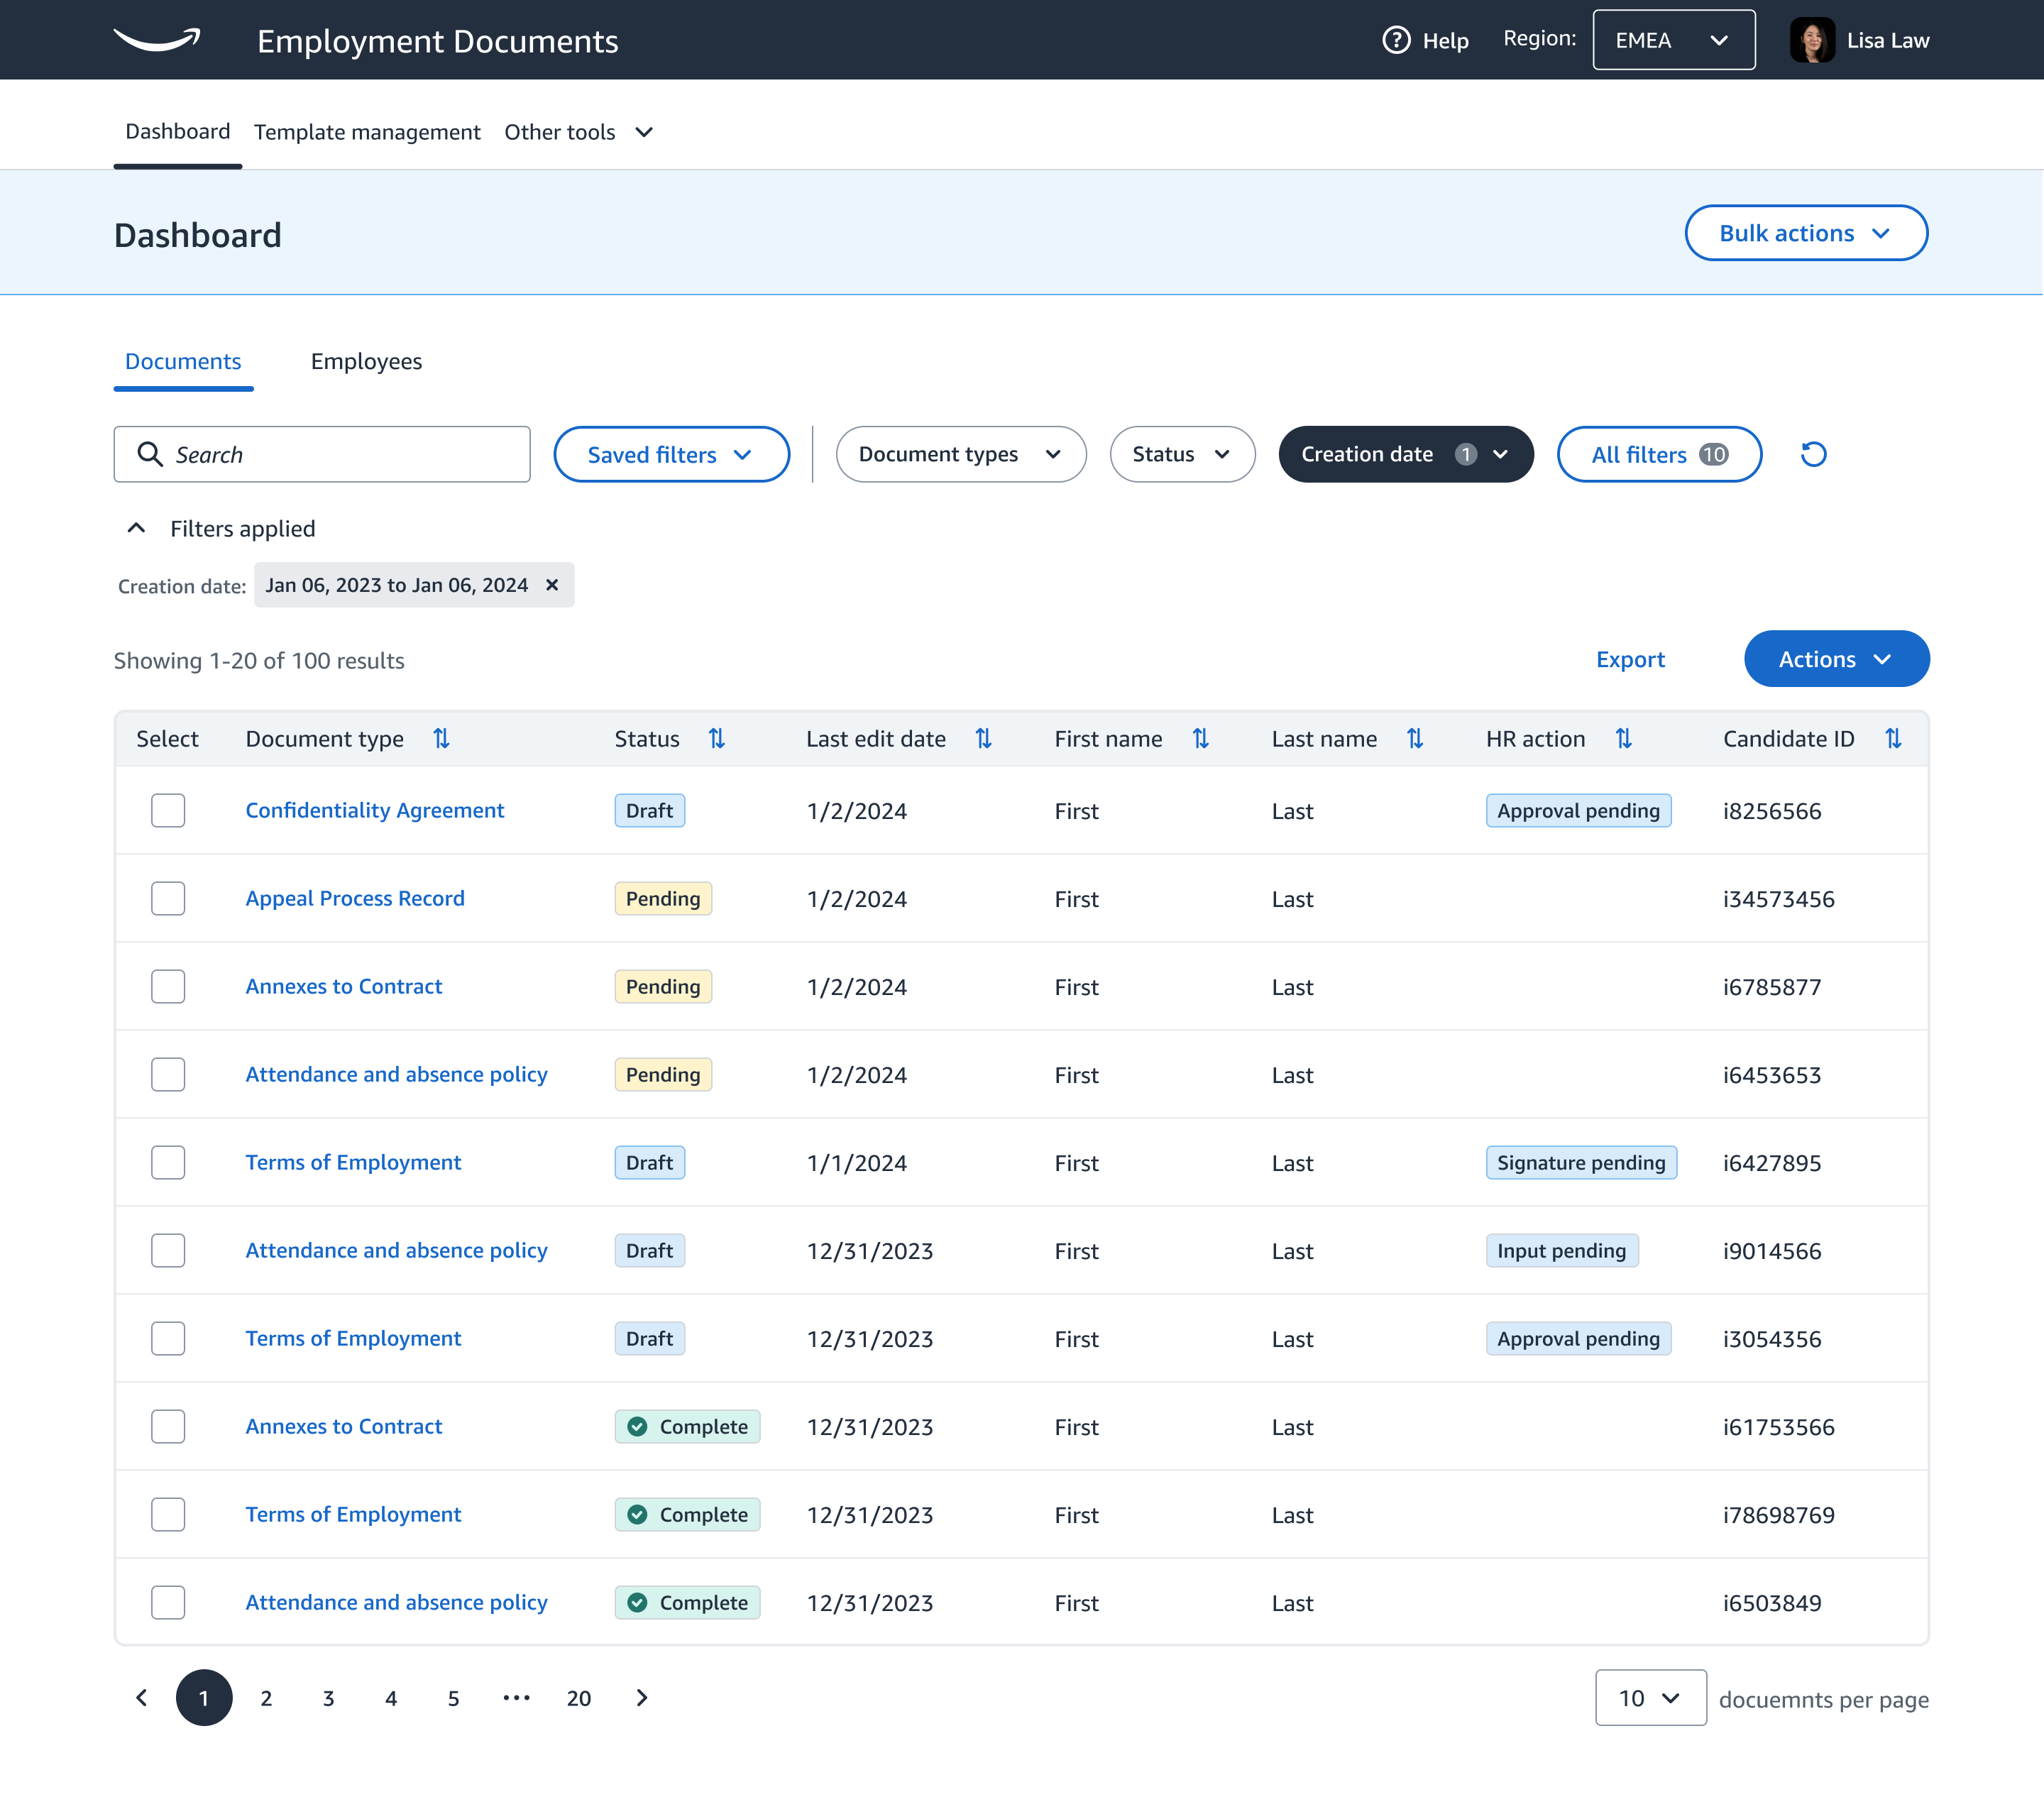 Employment Documents
Help Region: EMEA Lisa Law
Dashboard Template management Other tools
Dashboard Bulk actions
Documents Employees
Search Saved filters Document types Status Creation date 1 All filters 10
Filters applied
Creation date: Jan 06, 2023 to Jan 06, 2024
Showing 1-20 of 100 results Export Actions
Select Document type Status Last edit date First name Last name HR action Candidate ID
Confidentiality Agreement Draft 1/2/2024 First Last Approval pending i8256566
Appeal Process Record Pending 1/2/2024 First Last i34573456
Annexes to Contract Pending 1/2/2024 First Last i6785877
Attendance and absence policy Pending 1/2/2024 First Last i6453653
Terms of Employment Draft 1/1/2024 First Last Signature pending i6427895
Attendance and absence policy Draft 12/31/2023 First Last Input pending i9014566
Terms of Employment Draft 12/31/2023 First Last Approval pending i3054356
Annexes to Contract Complete 12/31/2023 First Last i61753566
Terms of Employment Complete 12/31/2023 First Last i78698769
Attendance and absence policy Complete 12/31/2023 First Last i6503849
1 2 3 4 5 ••• 20 10 docuemnts per page